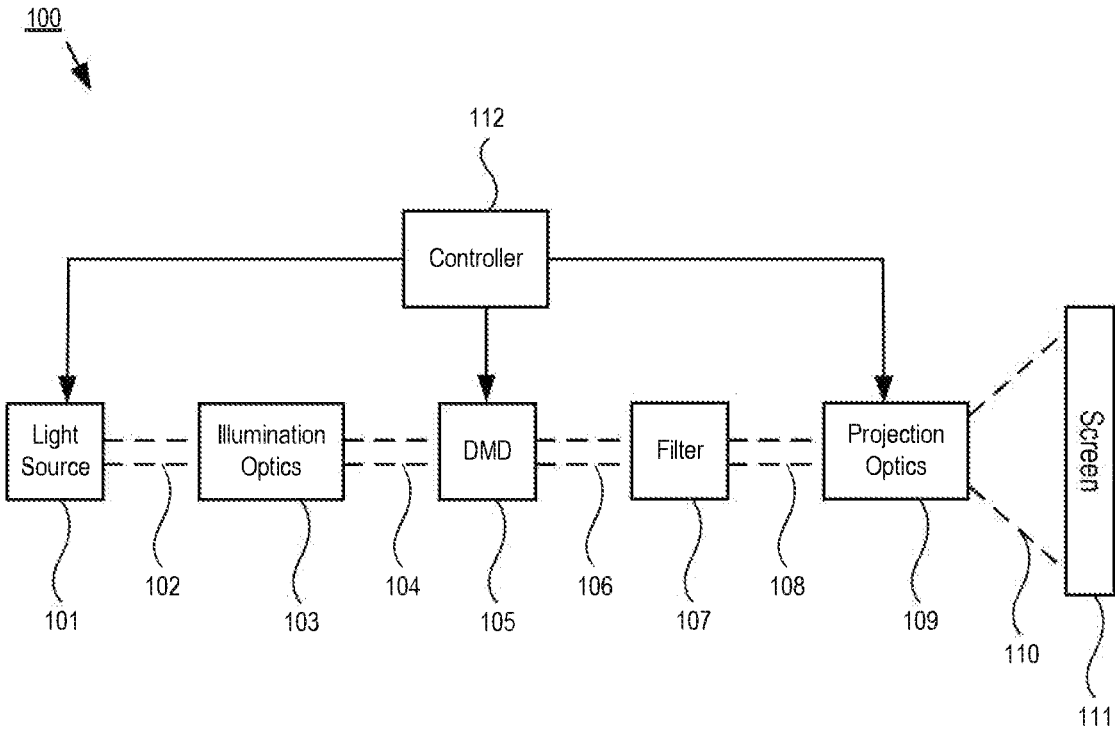 100
112
Controller
Light
Source
Illumination
Optics
DMD
Filter
Projection
Optics
Screen
102
104
106
108
101
103
105
107
109
110
111